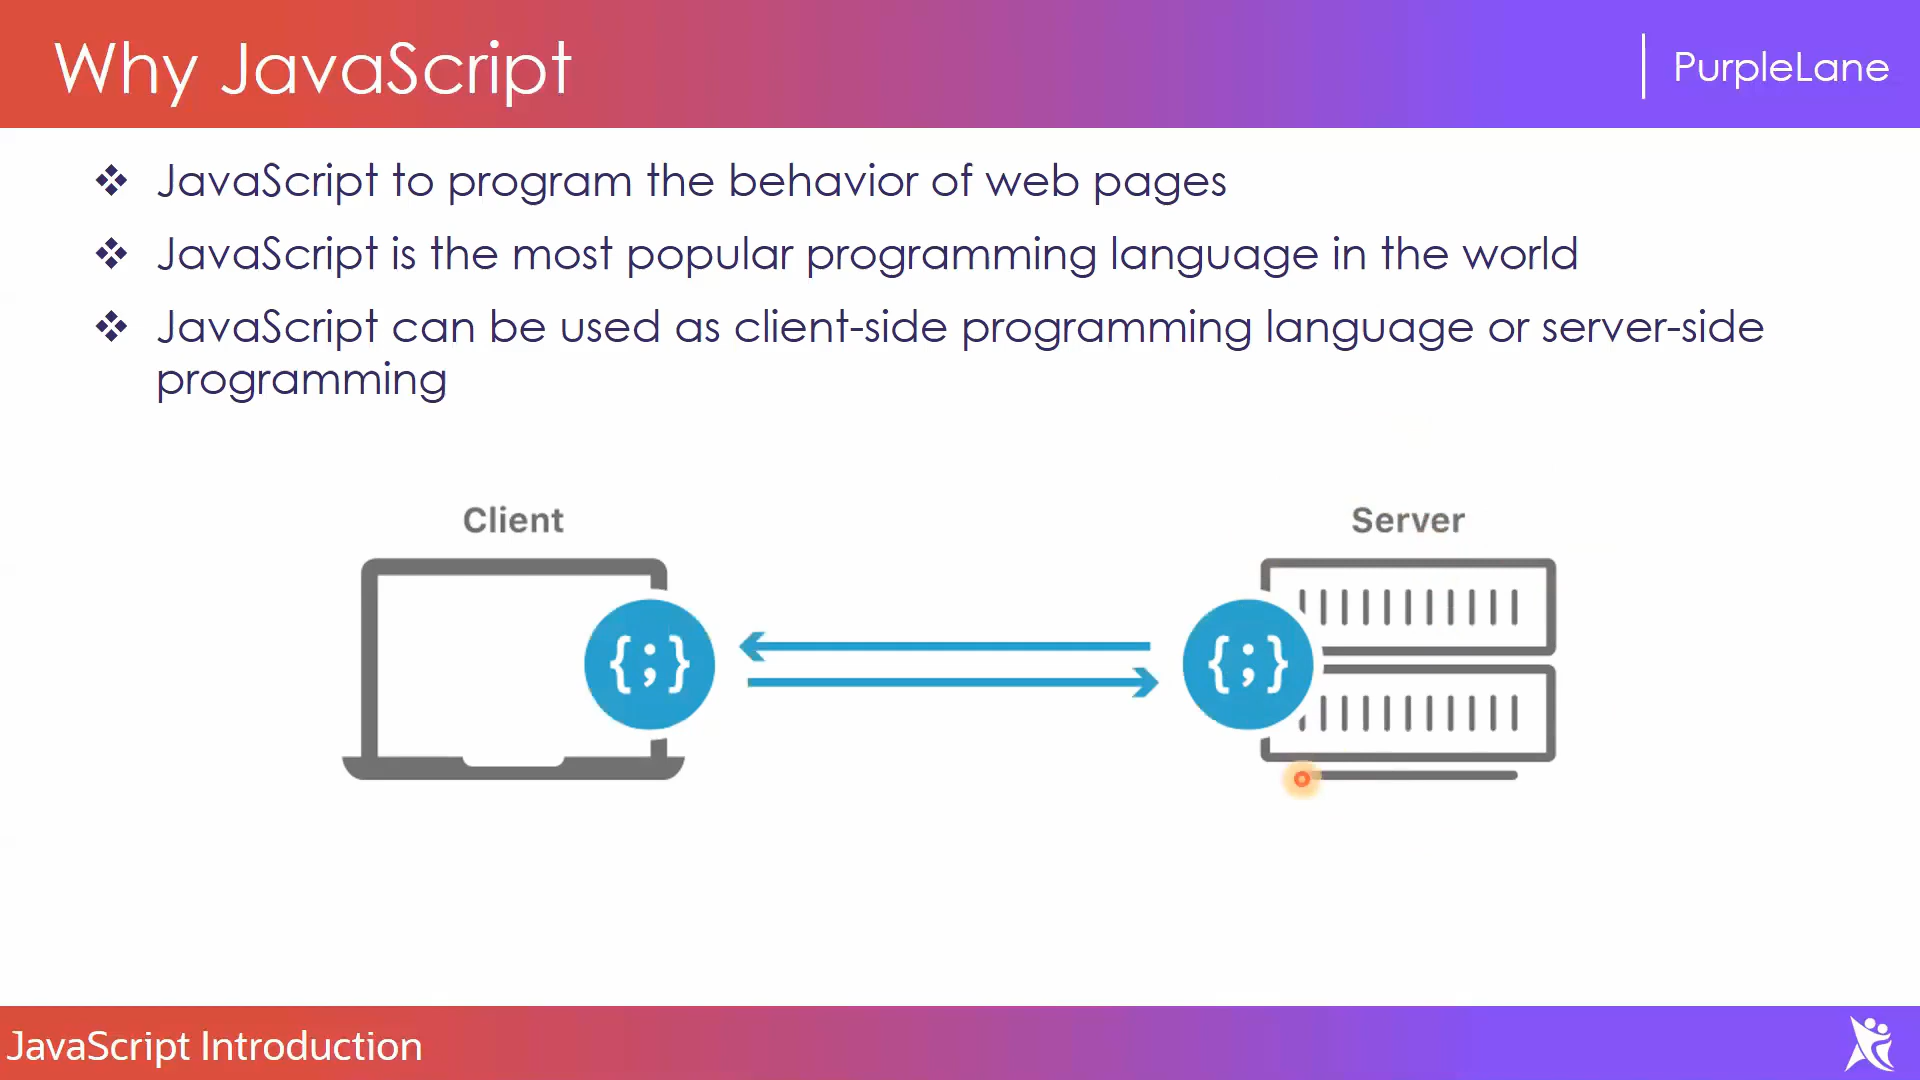 Why JavaScript
PurpleLane
❖ JavaScript to program the behavior of web pages
❖ JavaScript is the most popular programming language in the world
❖ JavaScript can be used as client-side programming language or server-side
programming
Client
Server
{;}
{;}
JavaScript Introduction